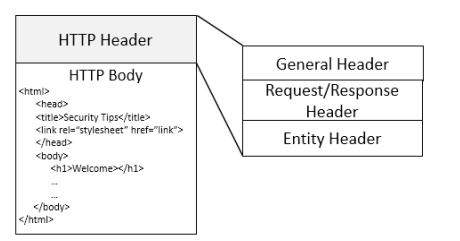 HTTP Header
HTTP Body
<html>
<head>
<title>Security Tips</title>
<link rel="stylesheet" href="link">
</head>
<body>
<h1>Welcome></h1>
...
...
</body>
</html>
General Header
Request/Response
Header
Entity Header